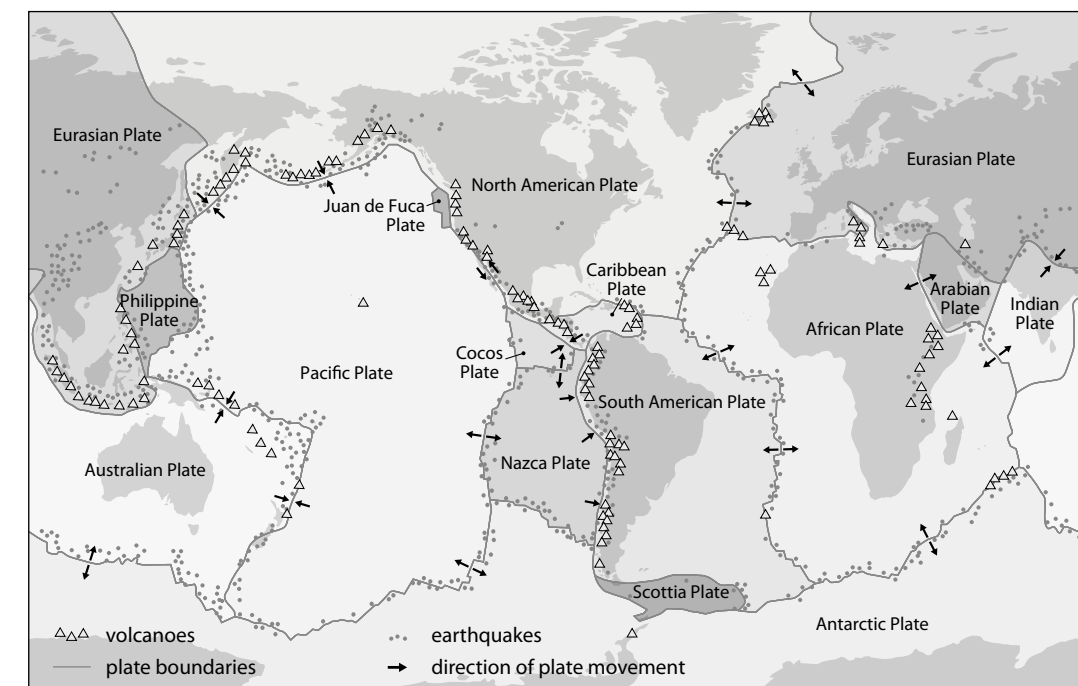 Eurasian Plate
Eurasian Plate
North American Plate
Juan de Fuca
Plate
Caribbean
Plate
Philippine
Plate
Arabian
Plate
Indian
Plate
African Plate
Cocos
Plate
Pacific Plate
South American Plate
Australian Plate
Nazca Plate
Scottia Plate
Antarctic Plate
volcanoes
earthquakes
plate boundaries
direction of plate movement